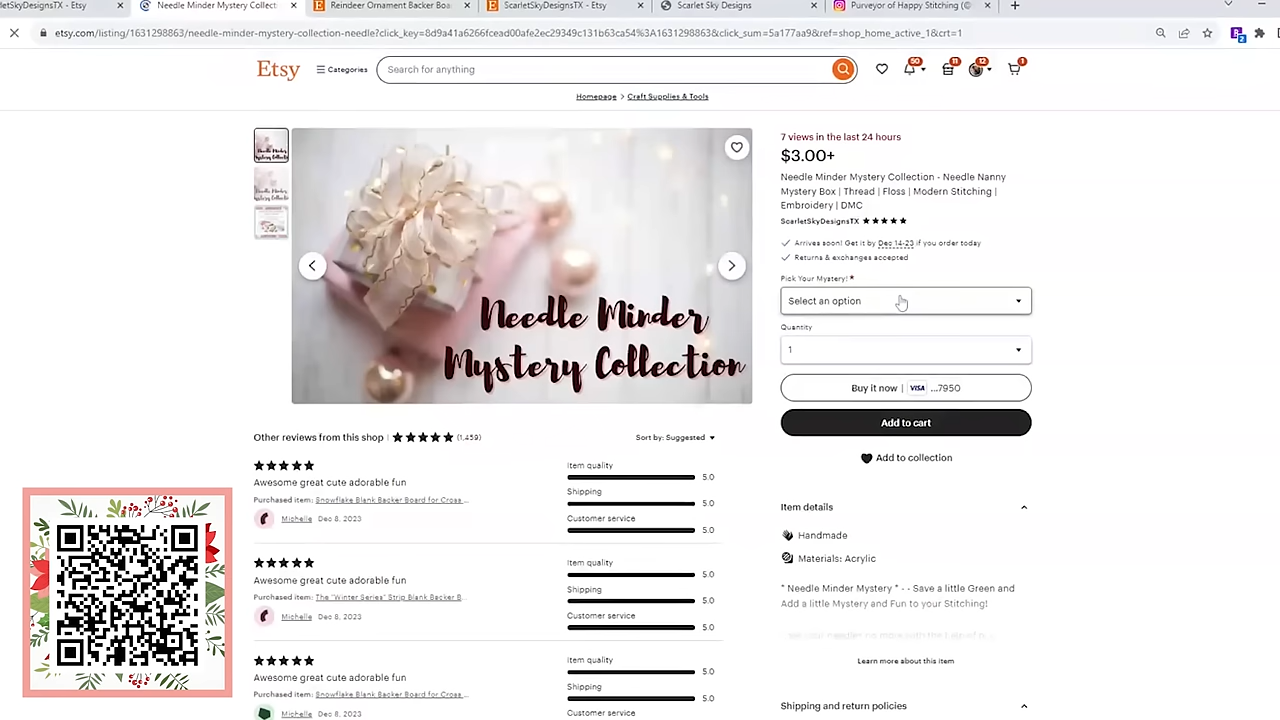 arletSkyDesignsTX - Etsy
Needle Minder Mystery Collect
Reindeer Ornament Backer Boa
ScarletSkyDesignsTX - Etsy
Scarlet Sky Designs
Purveyor of Happy Stitching (@
etsy.com/listing/1631298863/needle-minder-mystery-collection-needle?click_key=8d9a41a6266fcead00afe2ec29349c131b63ca54%3A1631298863&click_sum=5a177aa9&ref=shop_home_active_1&crt=1
Etsy
Categories
Search for anything
50
11
12
1
Homepage > Craft Supplies & Tools
7 views in the last 24 hours
$3.00+
Needle Minder Mystery Collection - Needle Nanny
Mystery Box | Thread | Floss | Modern Stitching |
Embroidery | DMC
ScarletSkyDesignsTX
Arrives soon! Get it by Dec 14-23 if you order today
Returns & exchanges accepted
Pick Your Mystery! *
Select an option
Quantity
1
Buy it now | VISA ...7950
Add to cart
Add to collection
Needle Minder
Mystery Collection
Other reviews from this shop | (1,459)
Sort by: Suggested
Awesome great cute adorable fun
Purchased item: Snowflake Blank Backer Board for Cross ...
Michelle Dec 8, 2023
Item quality 5.0
Shipping 5.0
Customer service 5.0
Awesome great cute adorable fun
Purchased item: The "Winter Series" Strip Blank Backer B...
Michelle Dec 8, 2023
Item quality 5.0
Shipping 5.0
Customer service 5.0
Awesome great cute adorable fun
Purchased item: Snowflake Blank Backer Board for Cross ...
Michelle Dec 8, 2023
Item quality 5.0
Shipping 5.0
Customer service
Item details
Handmade
Materials: Acrylic
* Needle Minder Mystery * - - Save a little Green and
Add a little Mystery and Fun to your Stitching!
Learn more about this item
Shipping and return policies